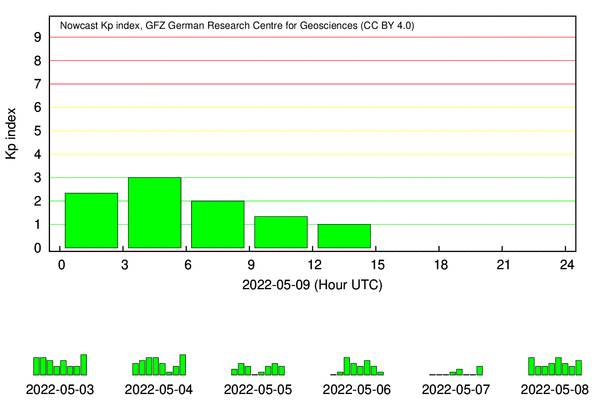 Nowcast Kp index, GFZ German Research Centre for Geosciences (CC BY 4.0)
Kp index
9
8
7
6
5
4
3
2
1
0
0 3 6 9 12 15 18 21 24
2022-05-09 (Hour UTC)
2022-05-03 2022-05-04 2022-05-05 2022-05-06 2022-05-07 2022-05-08